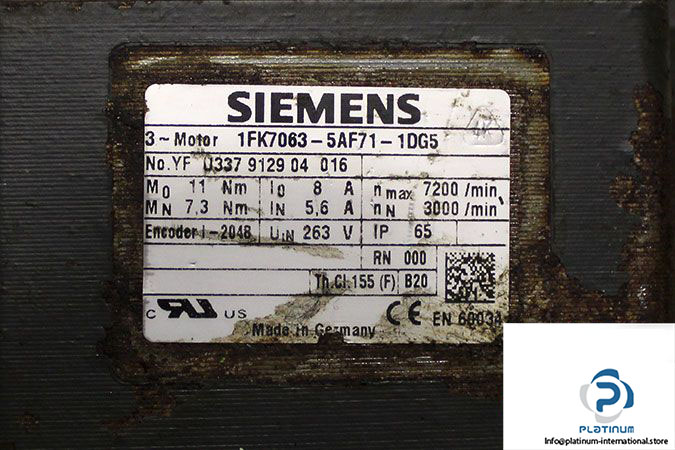 SIEMENS
3~Motor 1FK7063-5AF71-1DG5
No.YF 0337 9129 04 016
M0 11 Nm I0 8 A nmax 7200 /min
MN 7,3 Nm IN 5,6 A nN 3000 /min
Encoder I-2048 UIN 263 V IP 65
RN 000
Th.Cl.155 (F) B20
C RU US CE EN 60034
Made in Germany
PLATINUM
Info@platinum-international.store